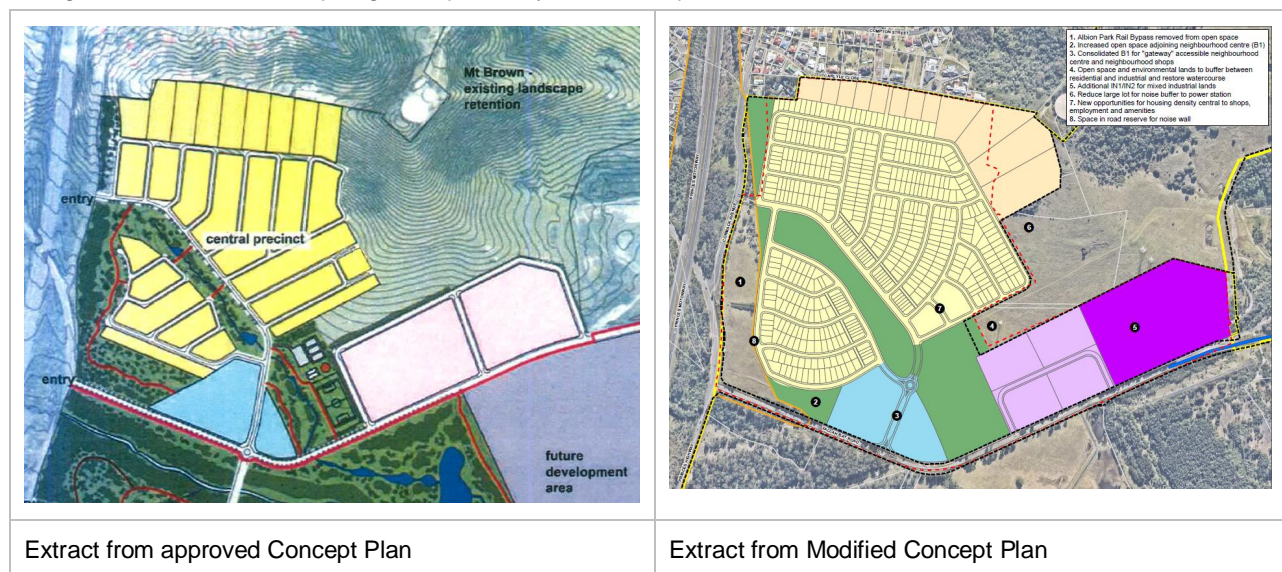 Mt Brown
existing landscape
retention
entry
central precinct
entry
future
development
area
1. Albion Park Rail Bypass removed from open space
2. Increased open space adjoining neighbourhood centre (B1)
3. Consolidated B1 for "gateway" accessible neighbourhood
centre and neighbourhood shops
4. Open space and environmental lands to buffer between
residential and industrial and restore watercourse
5. Additional IN1/IN2 for mixed industrial lands
6. Reduce large lot for noise buffer to power station
7. New opportunities for housing density central to shops,
employment and amenities
8. Space in road reserve for noise wall
PRINCES MOTORWAY
6
1
7
4
5
8
2
3
Extract from approved Concept Plan
Extract from Modified Concept Plan